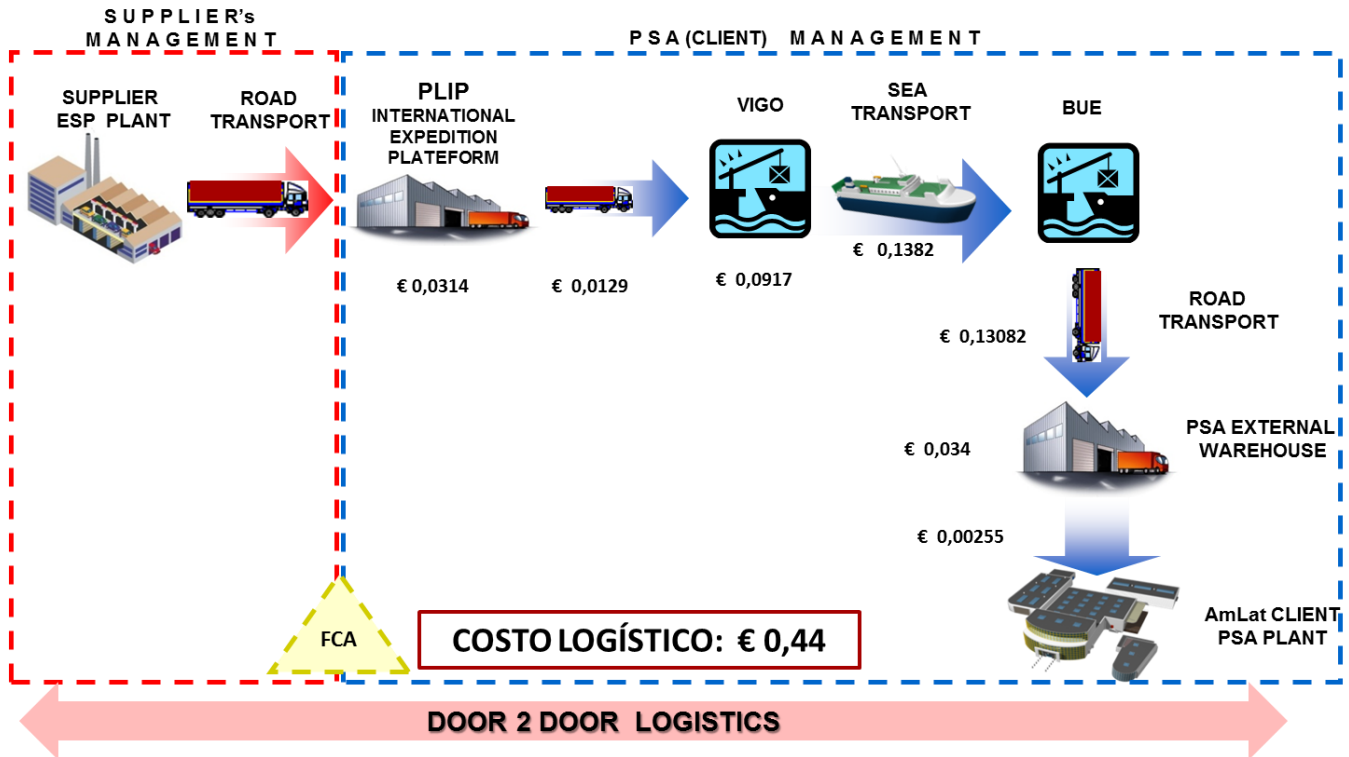 SUPPLIER's
MANAGEMENT
PSA (CLIENT) MANAGEMENT
SUPPLIER
ESP PLANT
ROAD
TRANSPORT
PLIP
INTERNATIONAL
EXPEDITION
PLATEFORM
VIGO
SEA
TRANSPORT
BUE
€ 0,0314
€ 0,0129
€ 0,0917
€ 0,1382
€ 0,13082
ROAD
TRANSPORT
€ 0,034
PSA EXTERNAL
WAREHOUSE
€ 0,00255
AmLat CLIENT
PSA PLANT
FCA
COSTO LOGÍSTICO: € 0,44
DOOR 2 DOOR LOGISTICS